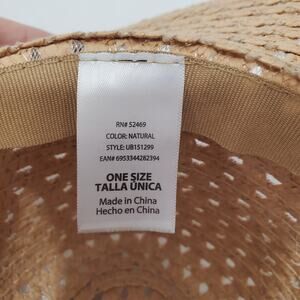 RN# 52469
COLOR: NATURAL
STYLE: UB151299
EAN# 6953344282394
ONE SIZE
TALLA ÚNICA
Made in China
Hecho en China